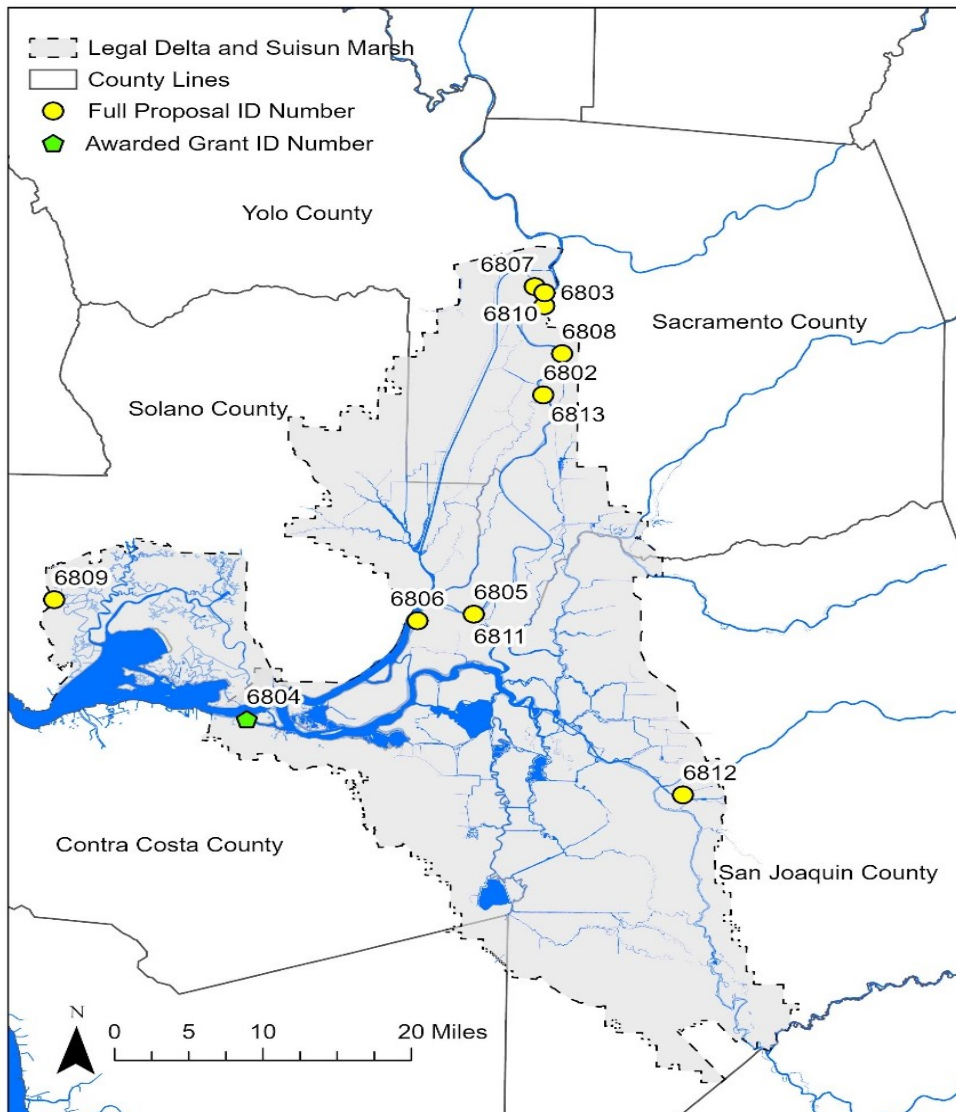 Legal Delta and Suisun Marsh
County Lines
Full Proposal ID Number
Awarded Grant ID Number
Yolo County
6807
6803
6810
Sacramento County
6808
6802
Solano County
6813
6809
6806
6805
6811
6804
6812
Contra Costa County
San Joaquin County
N
0 5 10 20 Miles